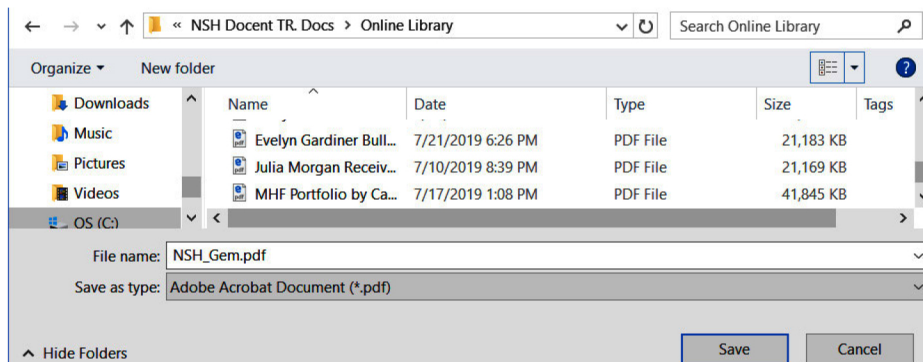 « NSH Docent TR. Docs > Online Library Search Online Library
Organize New folder ?
Downloads Name Date Type Size Tags
Music Evelyn Gardiner Bull... 7/21/2019 6:26 PM PDF File 21,183 KB
Pictures Julia Morgan Receiv... 7/10/2019 8:39 PM PDF File 21,169 KB
Videos MHF Portfolio by Ca... 7/17/2019 1:08 PM PDF File 41,845 KB
OS (C:)
File name: NSH_Gem.pdf
Save as type: Adobe Acrobat Document (*.pdf)
Hide Folders Save Cancel